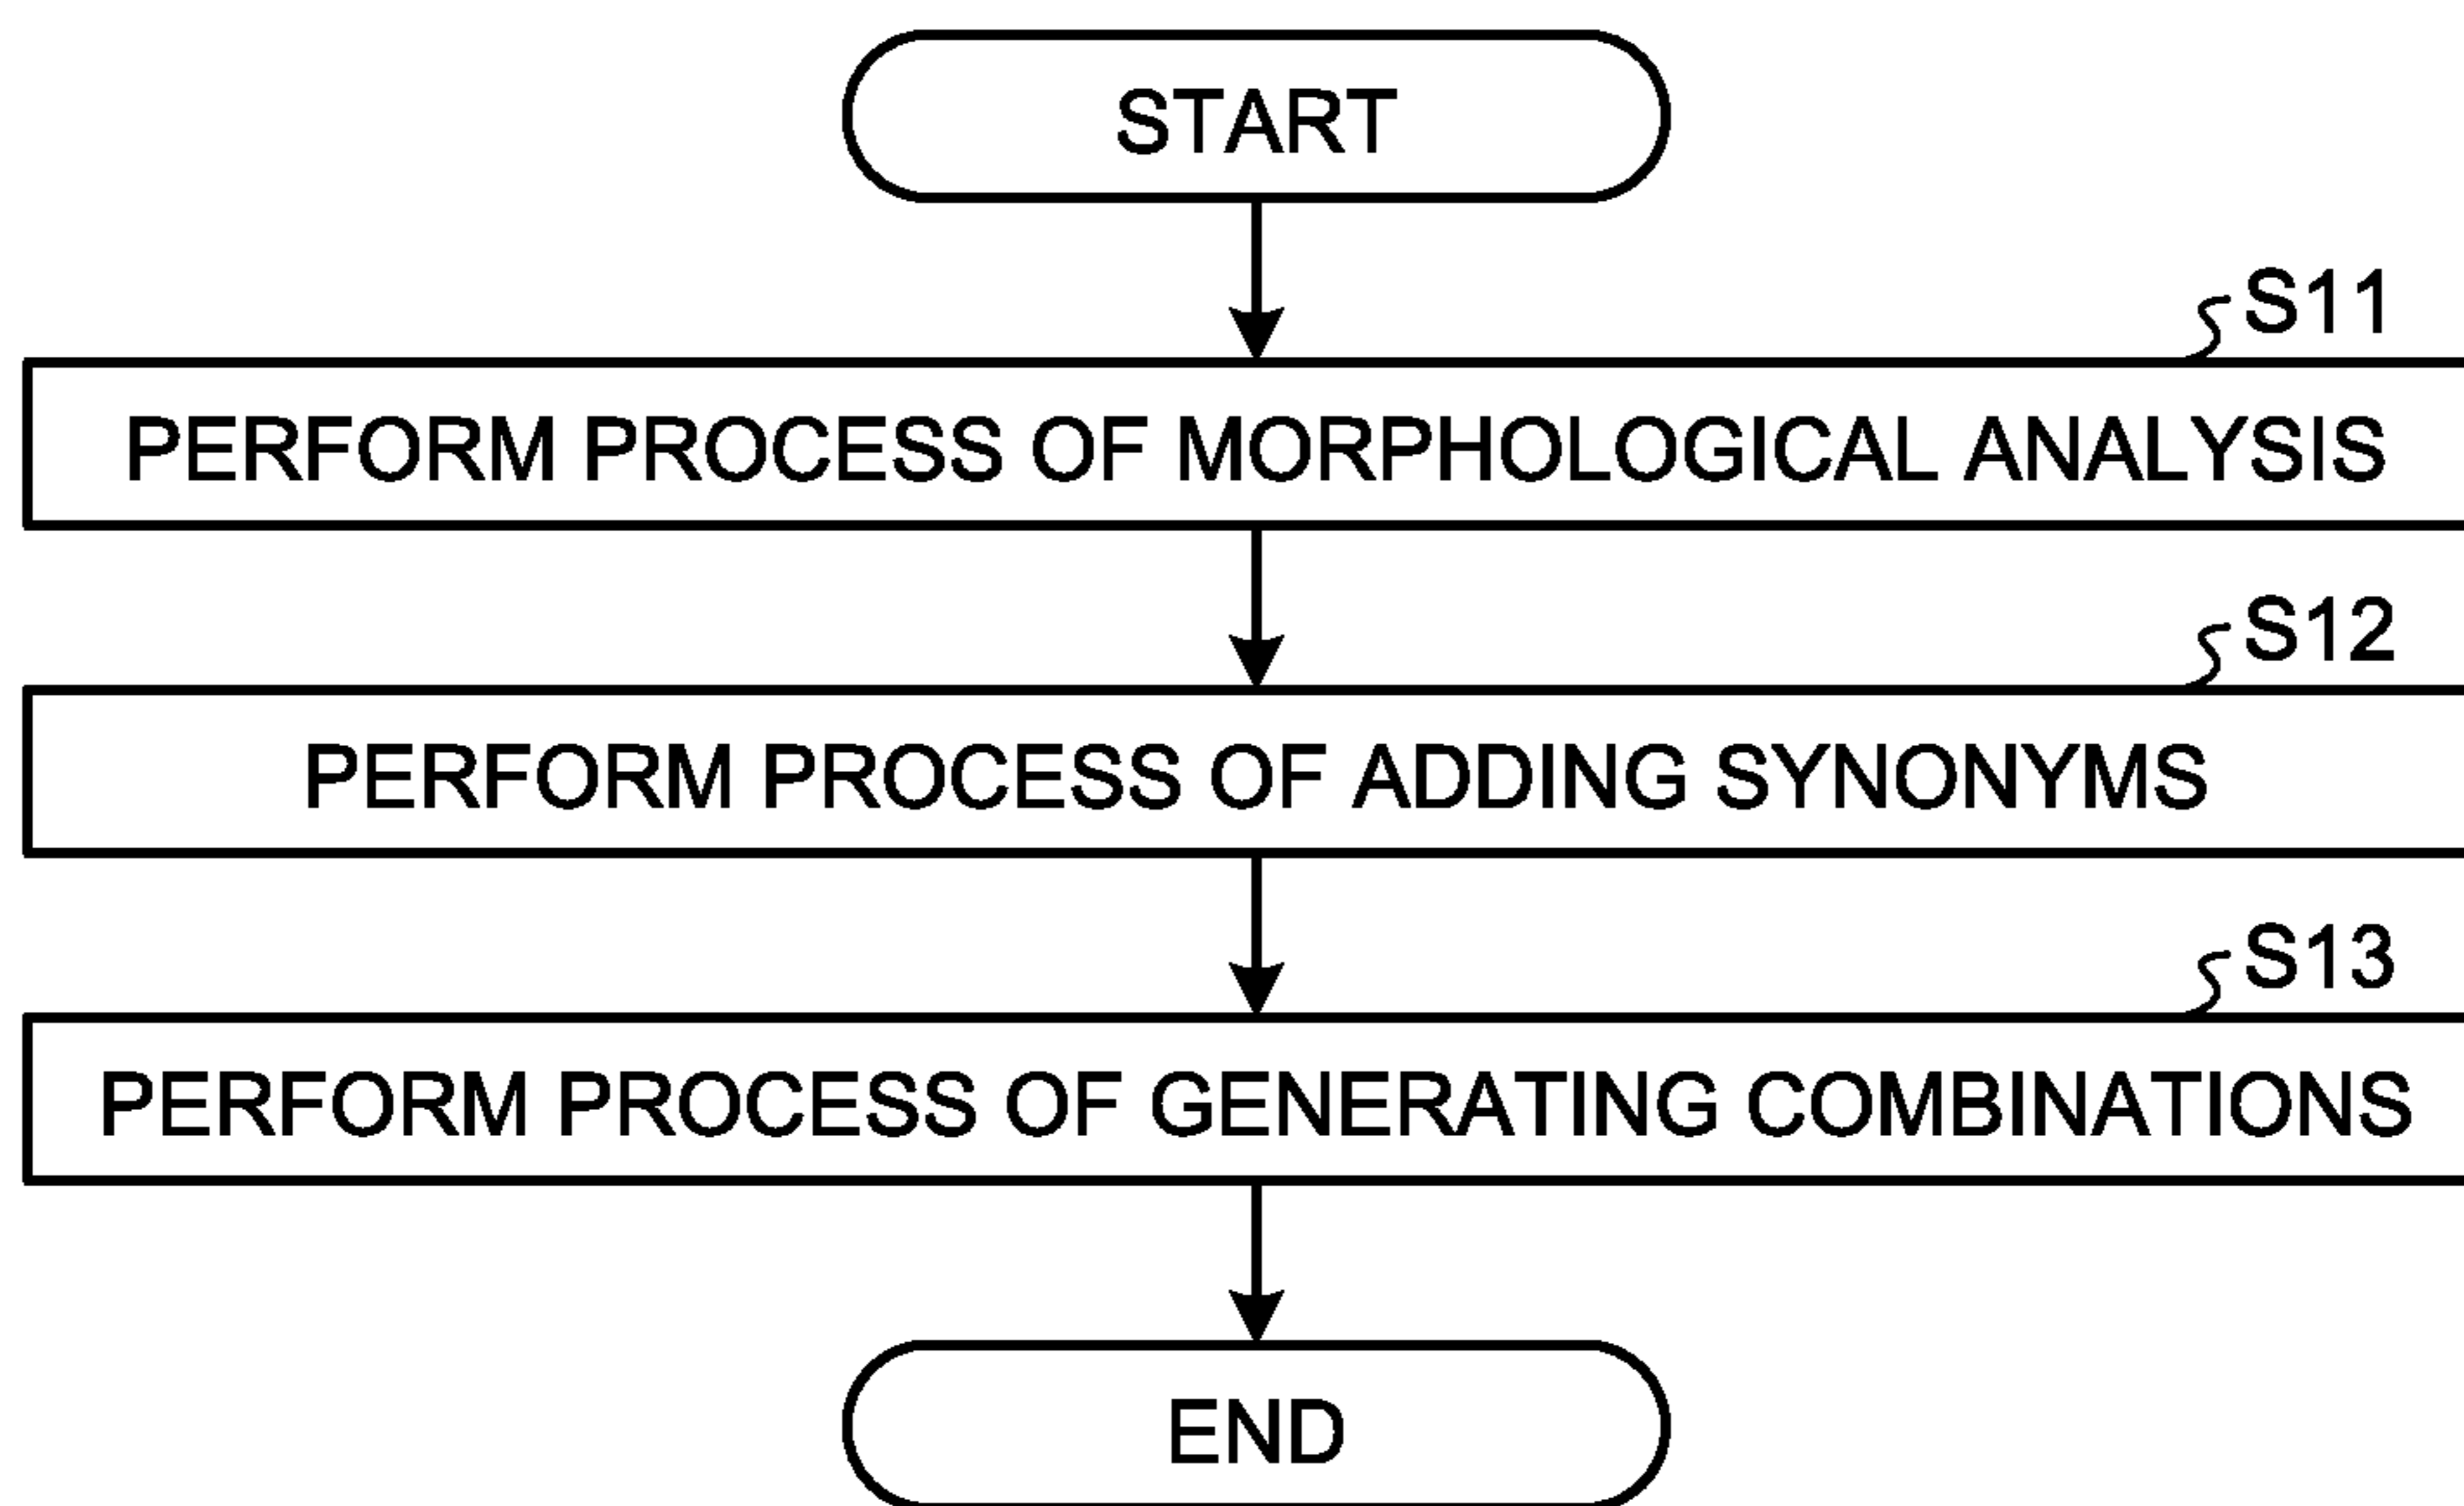 START
S11
PERFORM PROCESS OF MORPHOLOGICAL ANALYSIS
S12
PERFORM PROCESS OF ADDING SYNONYMS
S13
PERFORM PROCESS OF GENERATING COMBINATIONS
END